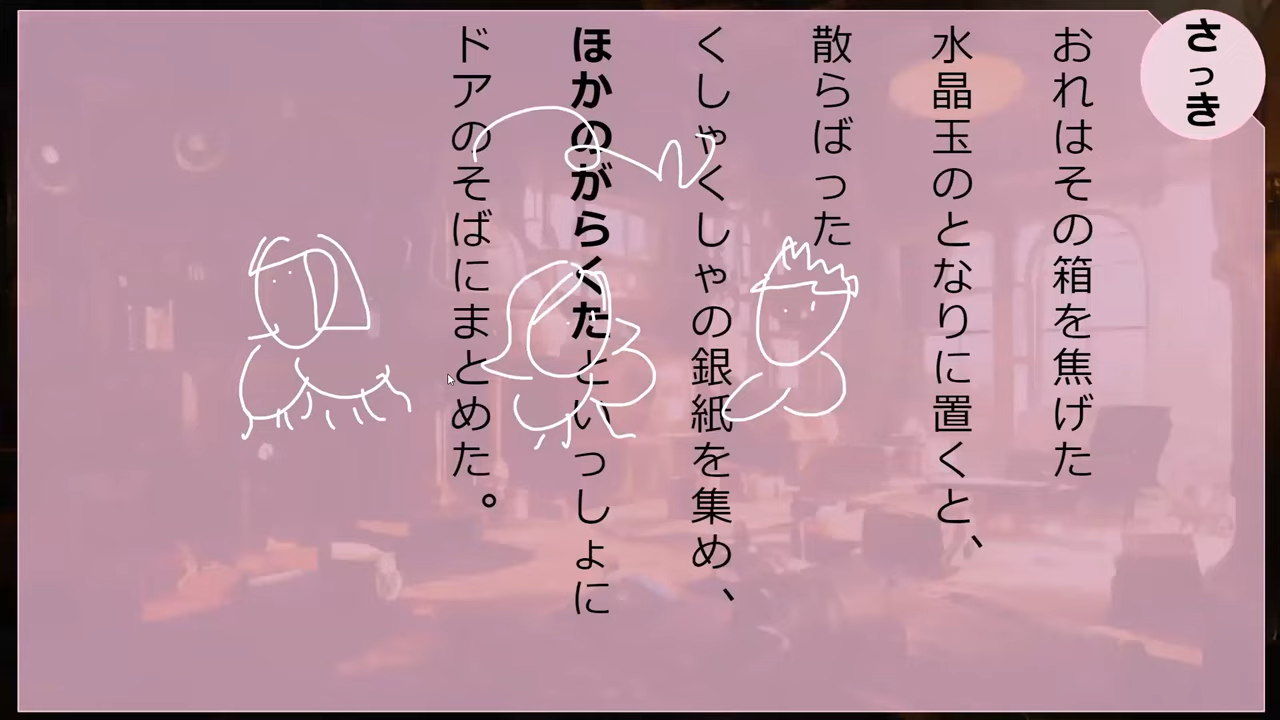 さっき
おれはその箱を焦げた
水晶玉のとなりに置くと、
散らばった
くしゃくしゃの銀紙を集め、
ほかのがらくたといっしょに
ドアのそばにまとめた。